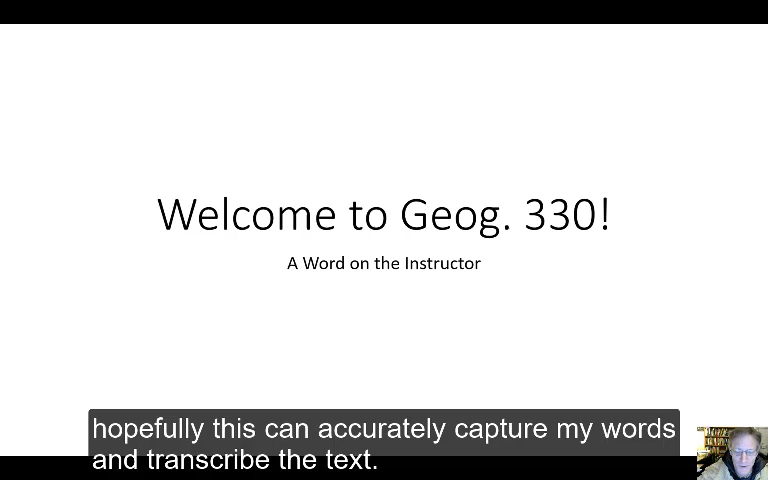 Welcome to Geog. 330!
A Word on the Instructor
hopefully this can accurately capture my words
and transcribe the text.